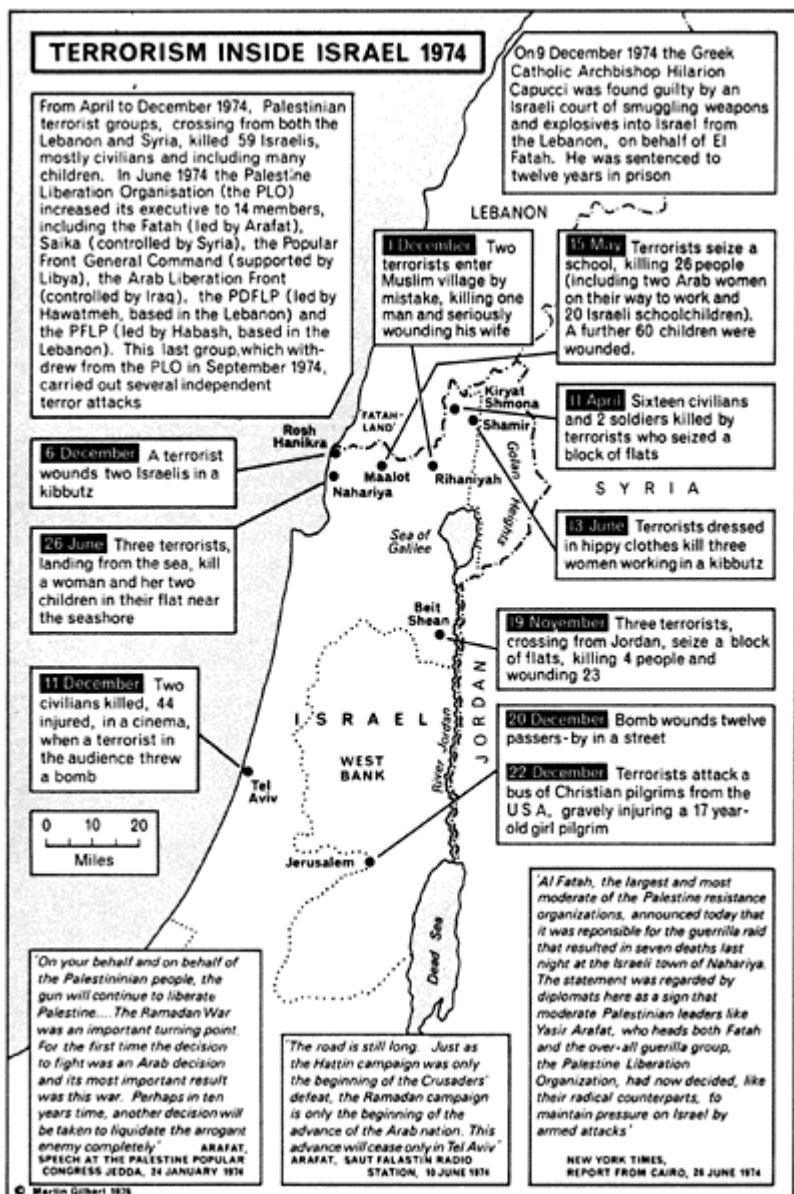 TERRORISM INSIDE ISRAEL 1974
From April to December 1974, Palestinian
terrorist groups, crossing from both the
Lebanon and Syria, killed 59 Israelis,
mostly civilians and including many
children. In June 1974 the Palestine
Liberation Organisation (the PLO)
increased its executive to 14 members,
including the Fatah (led by Arafat),
Saika (controlled by Syria), the Popular
Front General Command (supported by
Libya), the Arab Liberation Front
(controlled by Iraq), the PDFLP (led by
Hawatmeh, based in the Lebanon) and
the PFLP (led by Habash, based in the
Lebanon). This last group, which with-
drew from the PLO in September 1974,
carried out several independent
terror attacks
On 9 December 1974 the Greek
Catholic Archbishop Hilarion
Capucci was found guilty by an
Israeli court of smuggling weapons
and explosives into Israel from
the Lebanon, on behalf of El
Fatah. He was sentenced to
twelve years in prison
LEBANON
1 December Two
terrorists enter
Muslim village by
mistake, killing one
man and seriously
wounding his wife
15 May Terrorists seize a
school, killing 26 people
(including two Arab women
on their way to work and
20 Israeli schoolchildren).
A further 60 children were
wounded.
11 April Sixteen civilians
and 2 soldiers killed by
terrorists who seized a
block of flats
'FATAH-
LAND'
Kiryat
Shmona
Shamir
Rosh
Hanikra
Nahariya
Maalot
Rihaniyah
Golan Heights
SYRIA
6 December A terrorist
wounds two Israelis in a
kibbutz
26 June Three terrorists,
landing from the sea, kill
a woman and her two
children in their flat near
the seashore
Sea of
Galilee
13 June Terrorists dressed
in hippy clothes kill three
women working in a kibbutz
Beit
Shean
19 November Three terrorists,
crossing from Jordan, seize a block
of flats, killing 4 people and
wounding 23
11 December Two
civilians killed, 44
injured, in a cinema,
when a terrorist in
the audience threw
a bomb
ISRAEL
WEST
BANK
River Jordan
JORDAN
20 December Bomb wounds twelve
passers-by in a street
22 December Terrorists attack a
bus of Christian pilgrims from the
USA, gravely injuring a 17 year-
old girl pilgrim
Tel
Aviv
0 10 20
Miles
Jerusalem
Dead Sea
'On your behalf and on behalf of
the Palestininian people, the
gun will continue to liberate
Palestine.... The Ramadan War
was an important turning point.
For the first time the decision
to fight was an Arab decision
and its most important result
was this war. Perhaps in ten
years time, another decision will
be taken to liquidate the arrogant
enemy completely' ARAFAT,
SPEECH AT THE PALESTINE POPULAR
CONGRESS JEDDA, 24 JANUARY 1974
'The road is still long. Just as
the Hattin campaign was only
the beginning of the Crusaders'
defeat, the Ramadan campaign
is only the beginning of the
advance of the Arab nation. This
advance will cease only in Tel Aviv'
ARAFAT, SAUT FALASTIN RADIO
STATION, 10 JUNE 1974
'Al Fatah, the largest and most
moderate of the Palestine resistance
organizations, announced today that
it was reponsible for the guerrilla raid
that resulted in seven deaths last
night at the Israeli town of Nahariya.
The statement was regarded by
diplomats here as a sign that
moderate Palestinian leaders like
Yasir Arafat, who heads both Fatah
and the over-all guerilla group,
the Palestine Liberation
Organization, had now decided, like
their radical counterparts, to
maintain pressure on Israel by
armed attacks'
NEW YORK TIMES,
REPORT FROM CAIRO, 25 JUNE 1974
© Martin Gilbert 1975